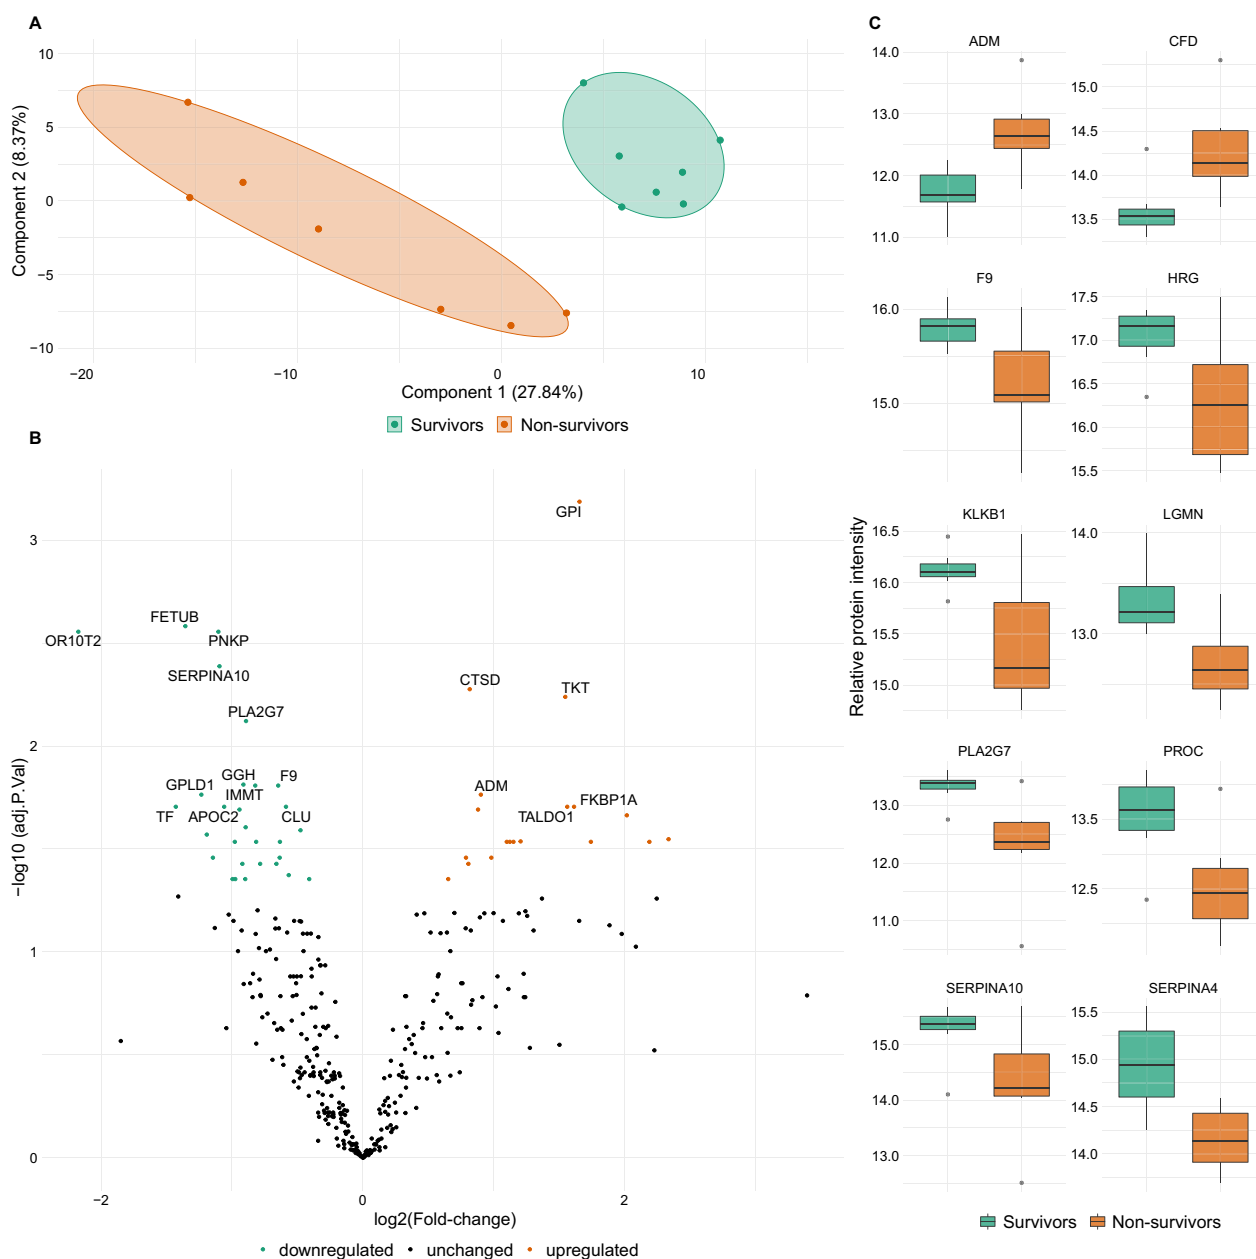 A
10
5
0
−5
−10
Component 2 (8.37%)
−20
−10
0
10
Component 1 (27.84%)
Survivors
Non-survivors
B
3
2
1
0
−log10 (adj.P.Val)
GPI
FETUB
OR10T2
PNKP
SERPINA10
CTSD
TKT
PLA2G7
GGH
F9
GPLD1
IMMT
ADM
FKBP1A
TF
APOC2
CLU
TALDO1
−2
0
2
log2(Fold-change)
downregulated
unchanged
upregulated
C
Relative protein intensity
ADM
14.0
13.0
12.0
11.0
CFD
15.0
14.5
14.0
13.5
F9
16.0
15.0
HRG
17.5
17.0
16.5
16.0
15.5
KLKB1
16.5
16.0
15.5
15.0
LGMN
14.0
13.0
PLA2G7
13.0
12.0
11.0
PROC
13.5
12.5
SERPINA10
15.0
14.0
13.0
SERPINA4
15.5
15.0
14.5
14.0
Survivors
Non-survivors